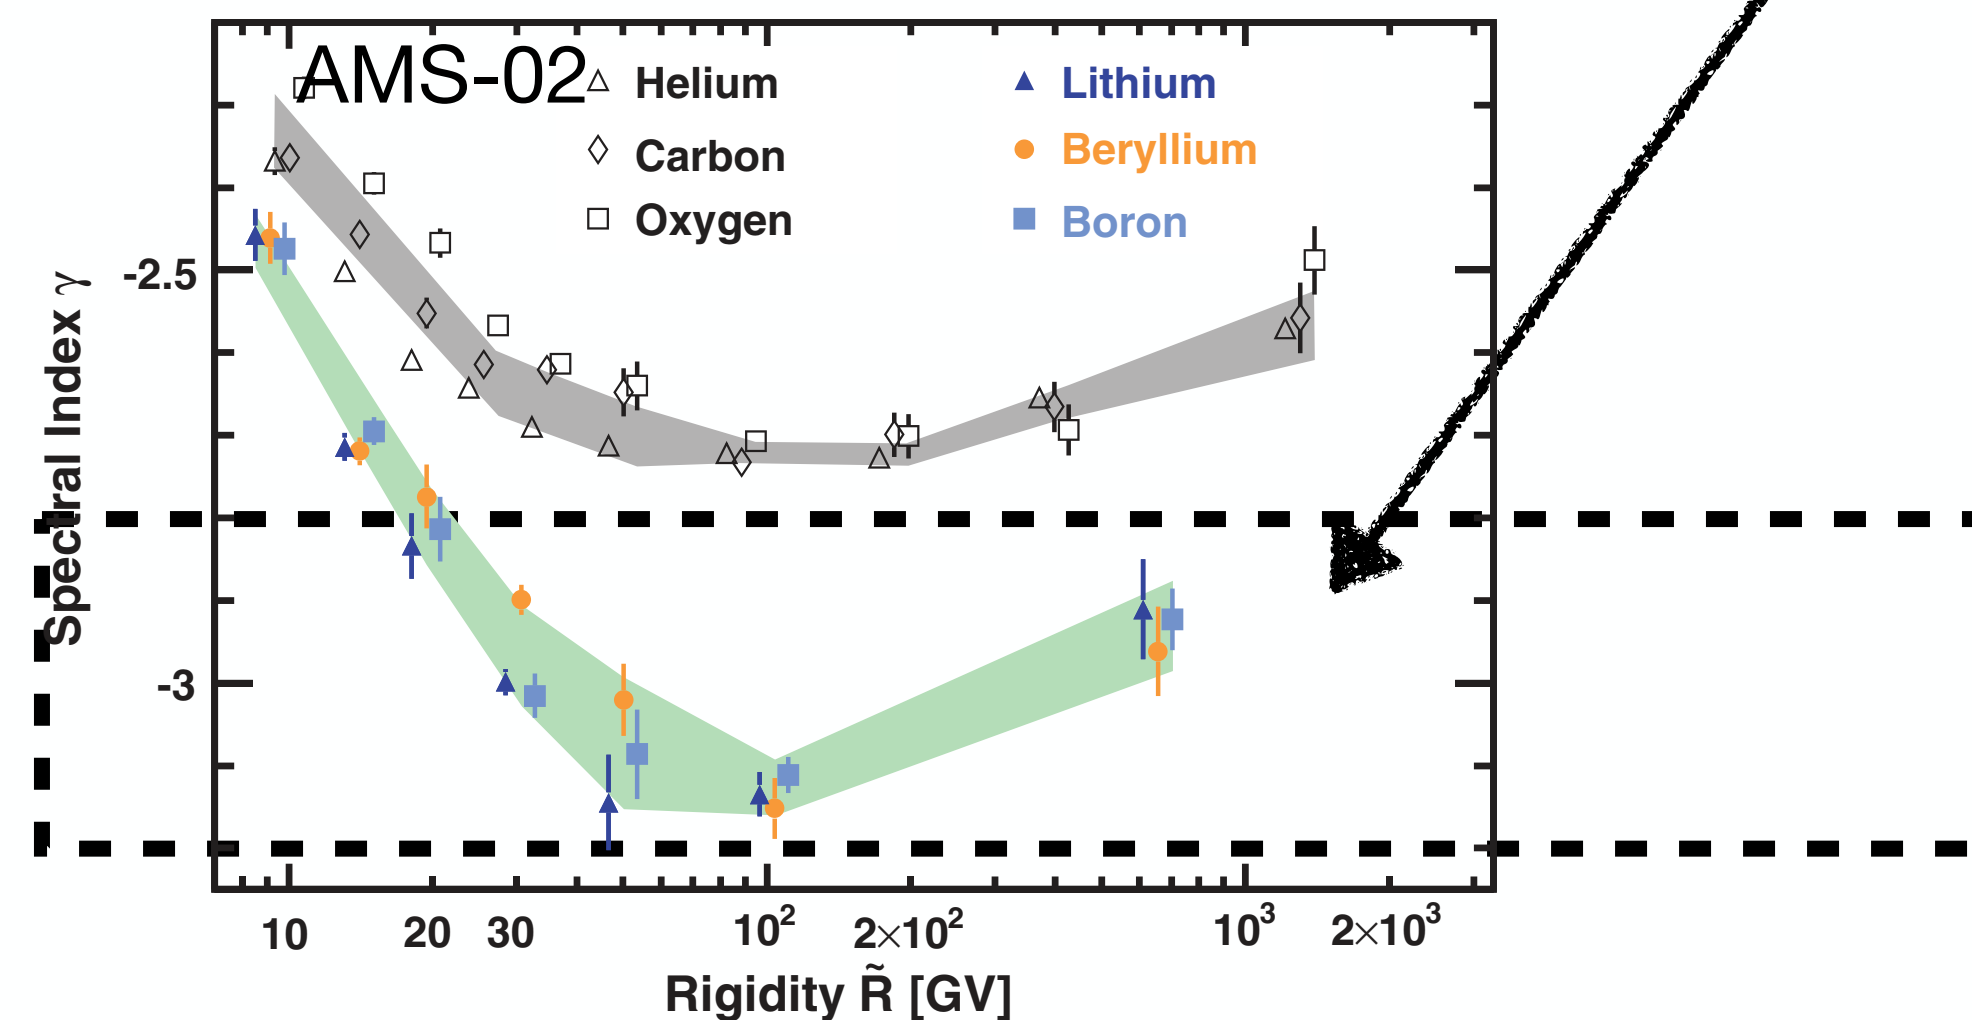 AMS-02
Helium
Carbon
Oxygen
Lithium
Beryllium
Boron
Spectral Index γ
-2.5
-3
10
20
30
10²
2×10²
10³
2×10³
Rigidity R̃ [GV]